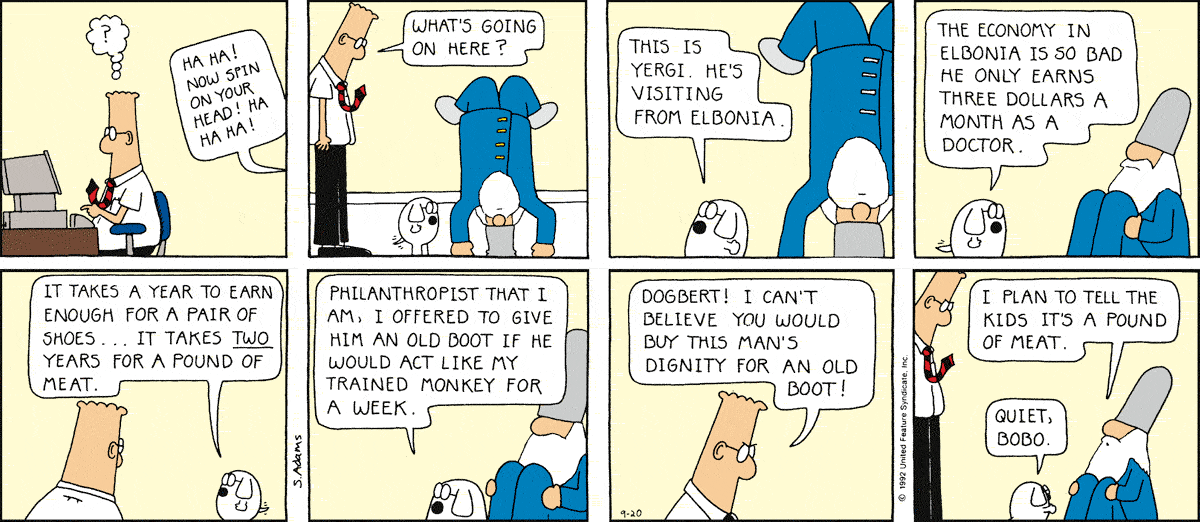 ?
HA HA!
NOW SPIN
ON YOUR
HEAD! HA
HA HA!
WHAT'S GOING
ON HERE?
THIS IS
YERGI. HE'S
VISITING
FROM ELBONIA.
THE ECONOMY IN
ELBONIA IS SO BAD
HE ONLY EARNS
THREE DOLLARS A
MONTH AS A
DOCTOR.
IT TAKES A YEAR TO EARN
ENOUGH FOR A PAIR OF
SHOES... IT TAKES TWO
YEARS FOR A POUND OF
MEAT.
S. Adams
PHILANTHROPIST THAT I
AM, I OFFERED TO GIVE
HIM AN OLD BOOT IF HE
WOULD ACT LIKE MY
TRAINED MONKEY FOR
A WEEK.
DOGBERT! I CAN'T
BELIEVE YOU WOULD
BUY THIS MAN'S
DIGNITY FOR AN OLD
BOOT!
9-20
© 1992 United Feature Syndicate, Inc.
I PLAN TO TELL THE
KIDS IT'S A POUND
OF MEAT.
QUIET,
BOBO.